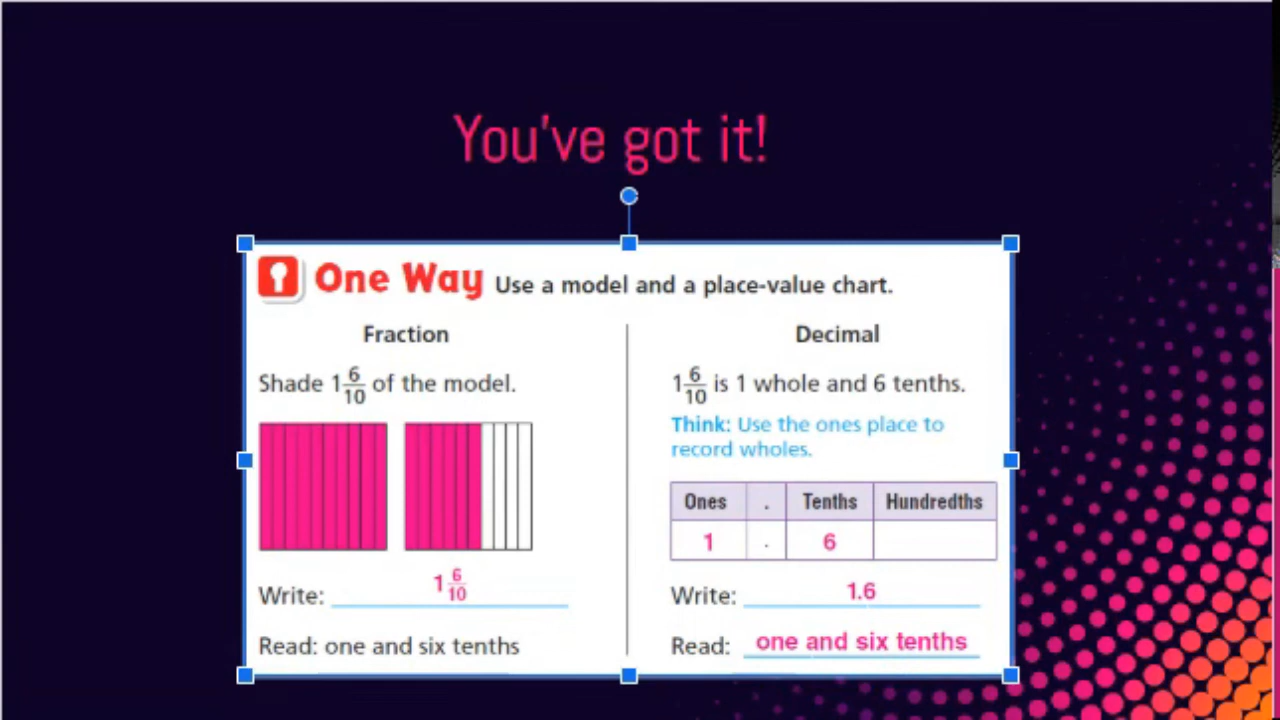 You've got it!
One Way Use a model and a place-value chart.
Fraction
Shade 1 6/10 of the model.
Write: 1 6/10
Read: one and six tenths
Decimal
1 6/10 is 1 whole and 6 tenths.
Think: Use the ones place to
record wholes.
Ones . Tenths Hundredths
1 . 6
Write: 1.6
Read: one and six tenths